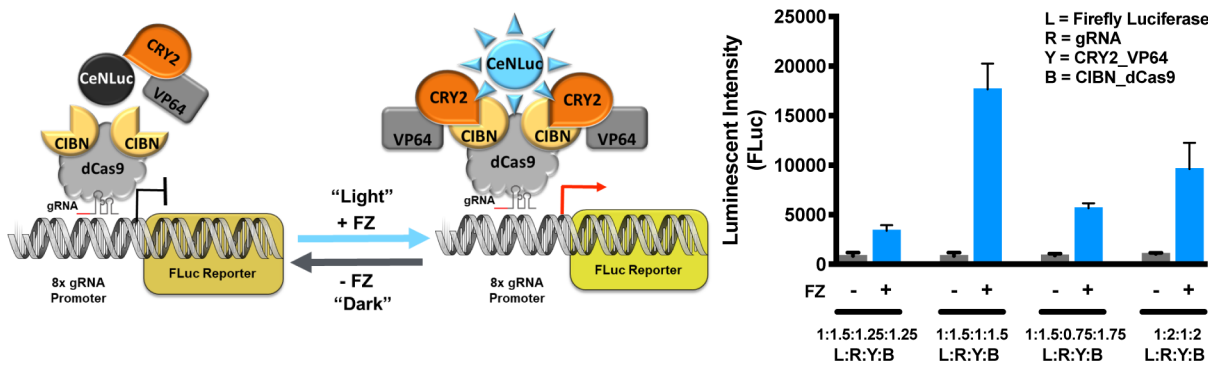 CRY2
CeNLuc
VP64
CIBN
CIBN
dCas9
gRNA
8x gRNA
Promoter
FLuc Reporter
“Light”
+ FZ
- FZ
“Dark”
CeNLuc
CRY2
CRY2
VP64
CIBN
CIBN
VP64
dCas9
gRNA
8x gRNA
Promoter
FLuc Reporter
Luminescent Intensity
(FLuc)
25000
20000
15000
10000
5000
0
L = Firefly Luciferase
R = gRNA
Y = CRY2_VP64
B = CIBN_dCas9
FZ - + - + - + - +
1:1.5:1.25:1.25 1:1.5:1:1.5 1:1.5:0.75:1.75 1:2:1:2
L:R:Y:B L:R:Y:B L:R:Y:B L:R:Y:B